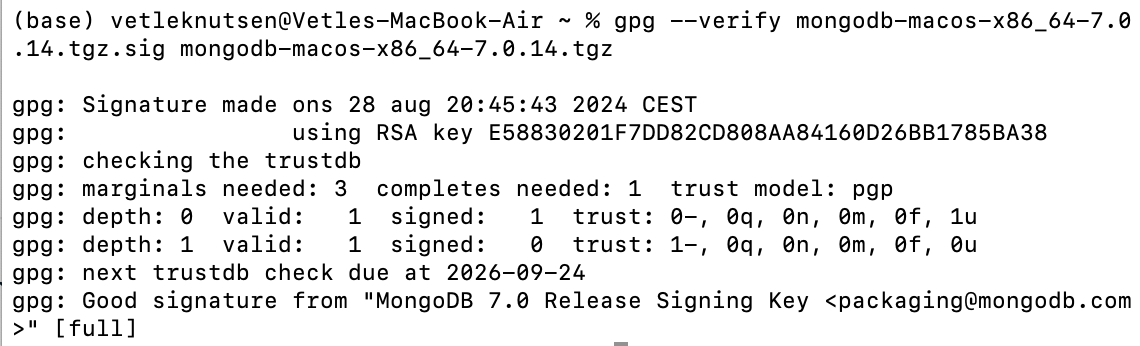 (base) vetleknutsen@Vetles-MacBook-Air ~ % gpg --verify mongodb-macos-x86_64-7.0
.14.tgz.sig mongodb-macos-x86_64-7.0.14.tgz
gpg: Signature made ons 28 aug 20:45:43 2024 CEST
gpg:                using RSA key E58830201F7DD82CD808AA84160D26BB1785BA38
gpg: checking the trustdb
gpg: marginals needed: 3  completes needed: 1  trust model: pgp
gpg: depth: 0  valid:   1  signed:   1  trust: 0-, 0q, 0n, 0m, 0f, 1u
gpg: depth: 1  valid:   1  signed:   0  trust: 1-, 0q, 0n, 0m, 0f, 0u
gpg: next trustdb check due at 2026-09-24
gpg: Good signature from "MongoDB 7.0 Release Signing Key <packaging@mongodb.com
>" [full]